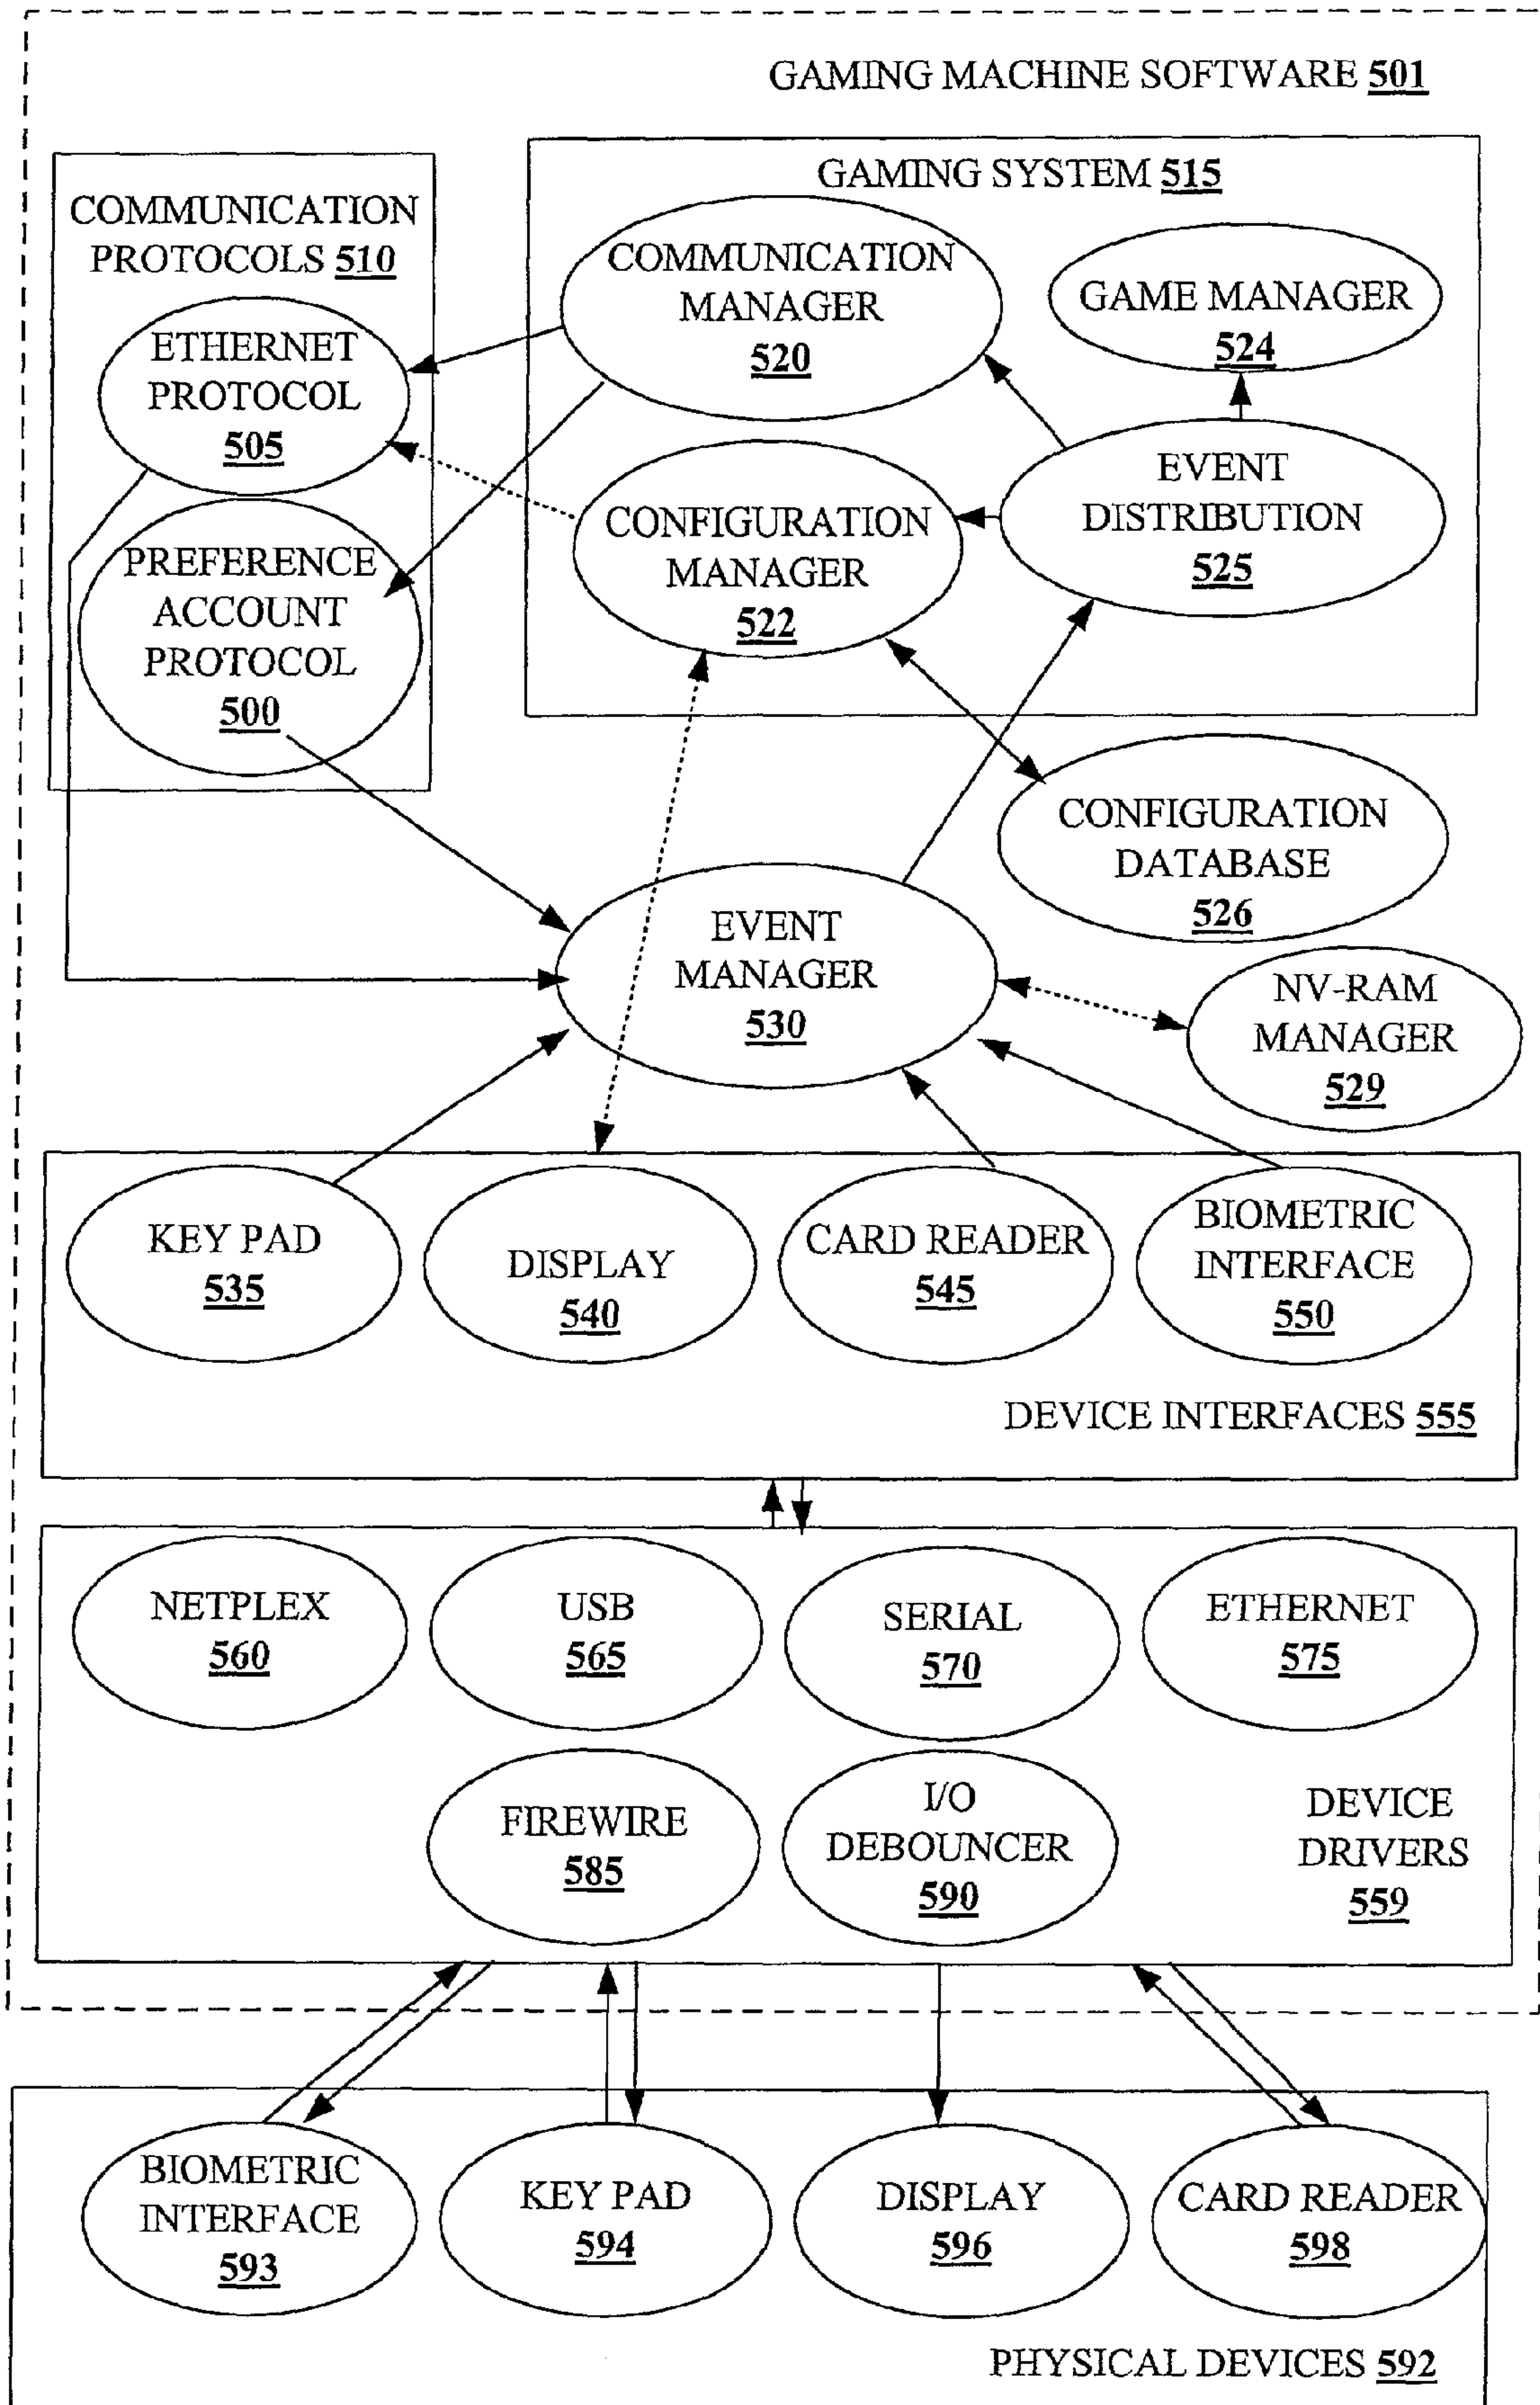 GAMING MACHINE SOFTWARE 501
COMMUNICATION
PROTOCOLS 510
ETHERNET
PROTOCOL
505
PREFERENCE
ACCOUNT
PROTOCOL
500
GAMING SYSTEM 515
COMMUNICATION
MANAGER
520
GAME MANAGER
524
CONFIGURATION
MANAGER
522
EVENT
DISTRIBUTION
525
CONFIGURATION
DATABASE
526
EVENT
MANAGER
530
NV-RAM
MANAGER
529
KEY PAD
535
DISPLAY
540
CARD READER
545
BIOMETRIC
INTERFACE
550
DEVICE INTERFACES 555
NETPLEX
560
USB
565
SERIAL
570
ETHERNET
575
FIREWIRE
585
I/O
DEBOUNCER
590
DEVICE
DRIVERS
559
BIOMETRIC
INTERFACE
593
KEY PAD
594
DISPLAY
596
CARD READER
598
PHYSICAL DEVICES 592